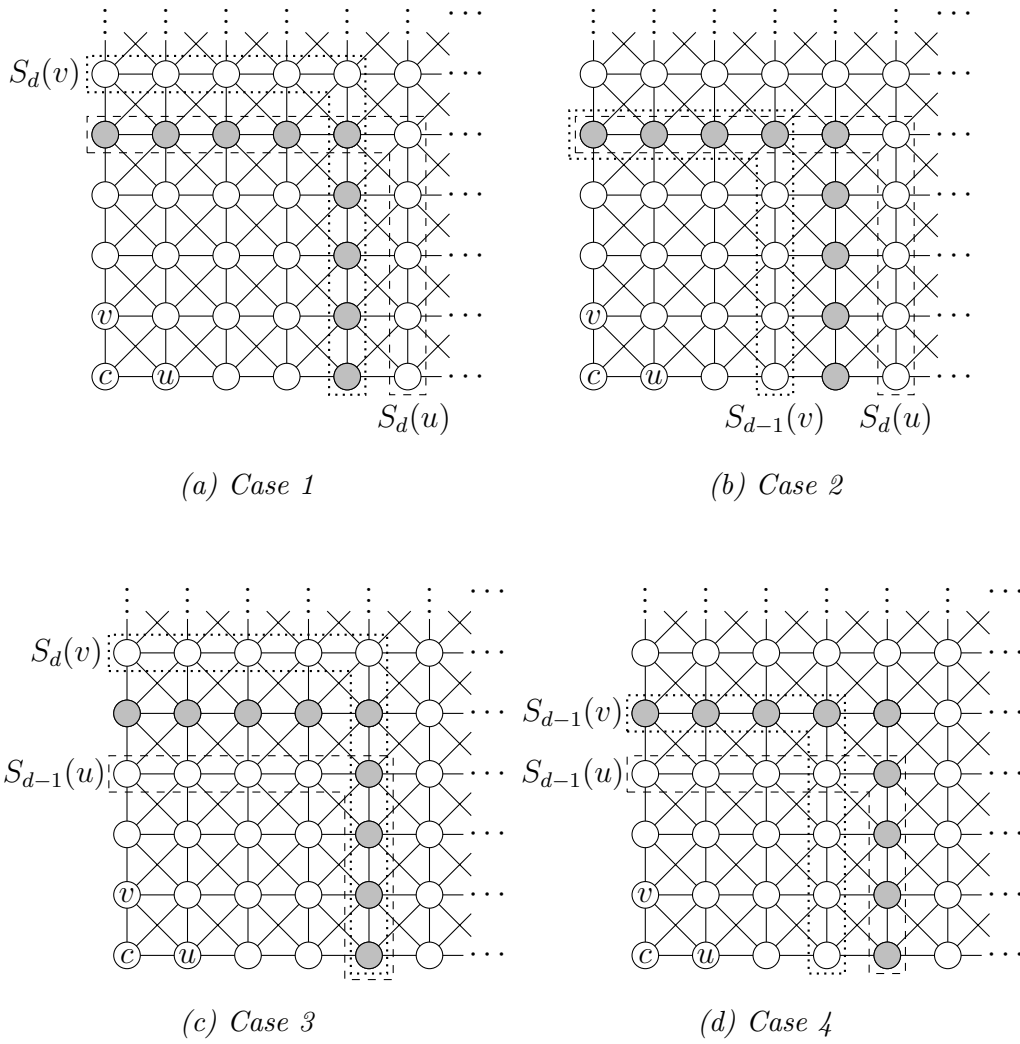 S_d(v)
v
c u
S_d(u)
(a) Case 1
v
c u
S_{d−1}(v) S_d(u)
(b) Case 2
S_d(v)
S_{d−1}(u)
v
c u
(c) Case 3
S_{d−1}(v)
S_{d−1}(u)
v
c u
(d) Case 4